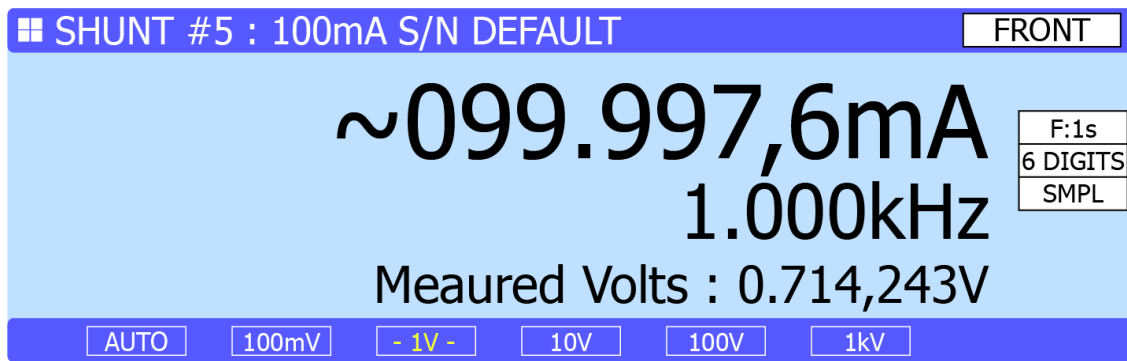 SHUNT #5 : 100mA S/N DEFAULT FRONT
~099.997,6mA
F:1s
6 DIGITS
SMPL
1.000kHz
Meaured Volts : 0.714,243V
AUTO 100mV - 1V - 10V 100V 1kV